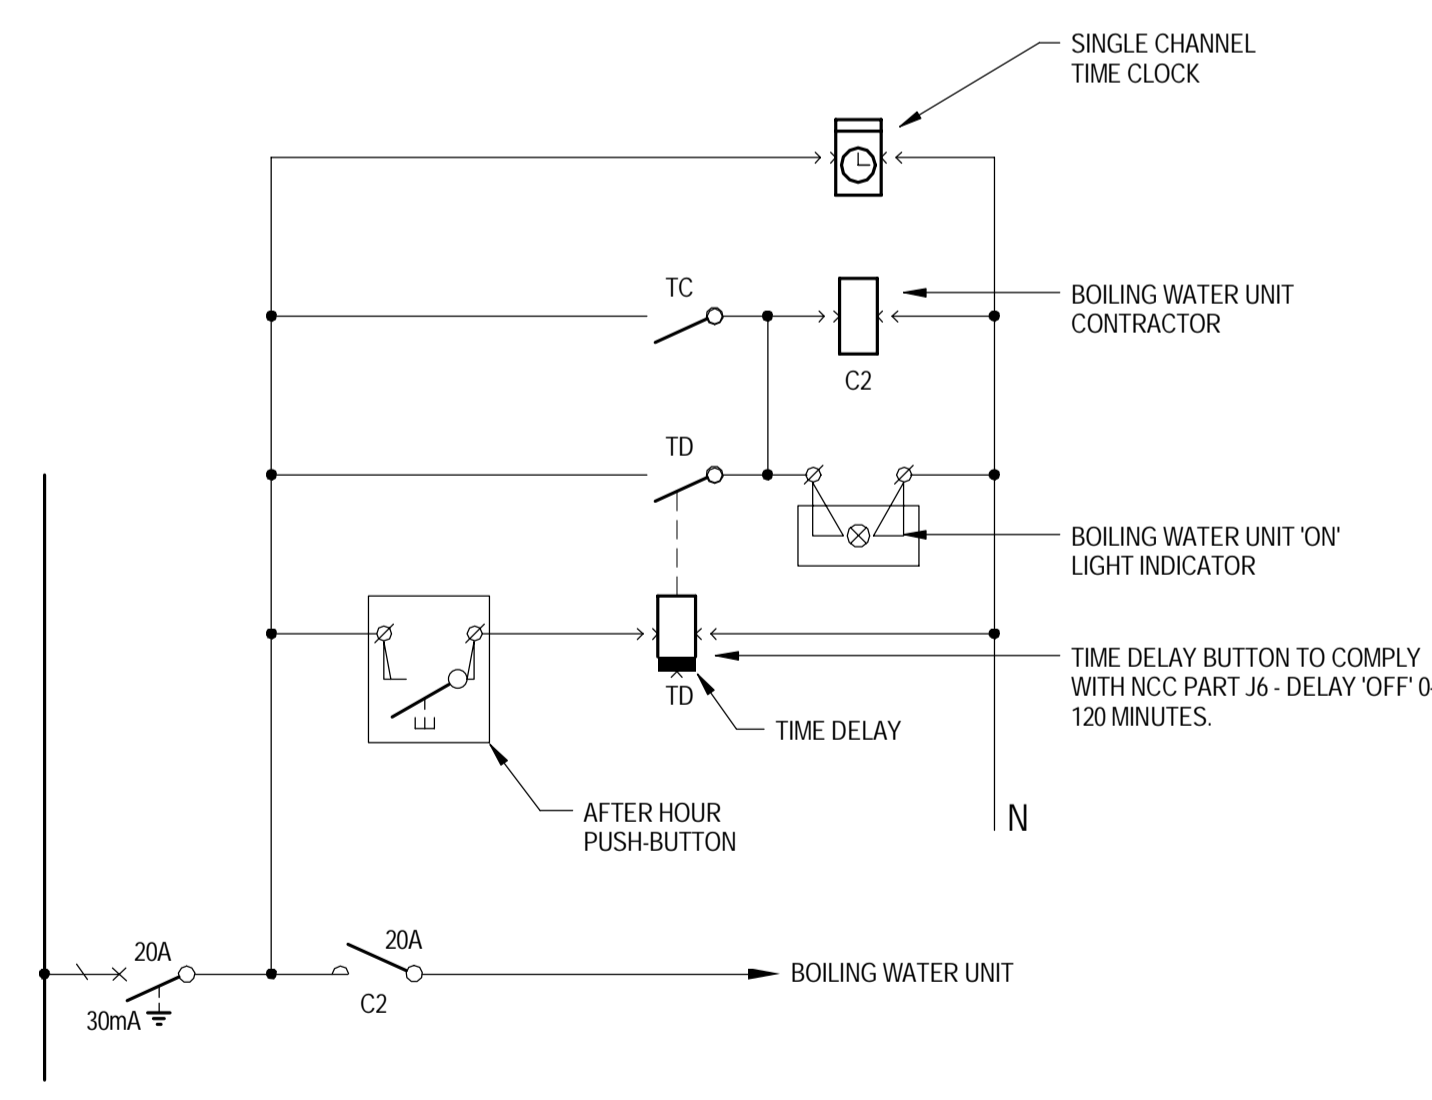 SINGLE CHANNEL
TIME CLOCK
TC
BOILING WATER UNIT
CONTRACTOR
C2
TD
BOILING WATER UNIT 'ON'
LIGHT INDICATOR
TIME DELAY BUTTON TO COMPLY
WITH NCC PART J6 - DELAY 'OFF' 0-
120 MINUTES.
TD
TIME DELAY
AFTER HOUR
PUSH-BUTTON
N
20A
20A
BOILING WATER UNIT
C2
30mA